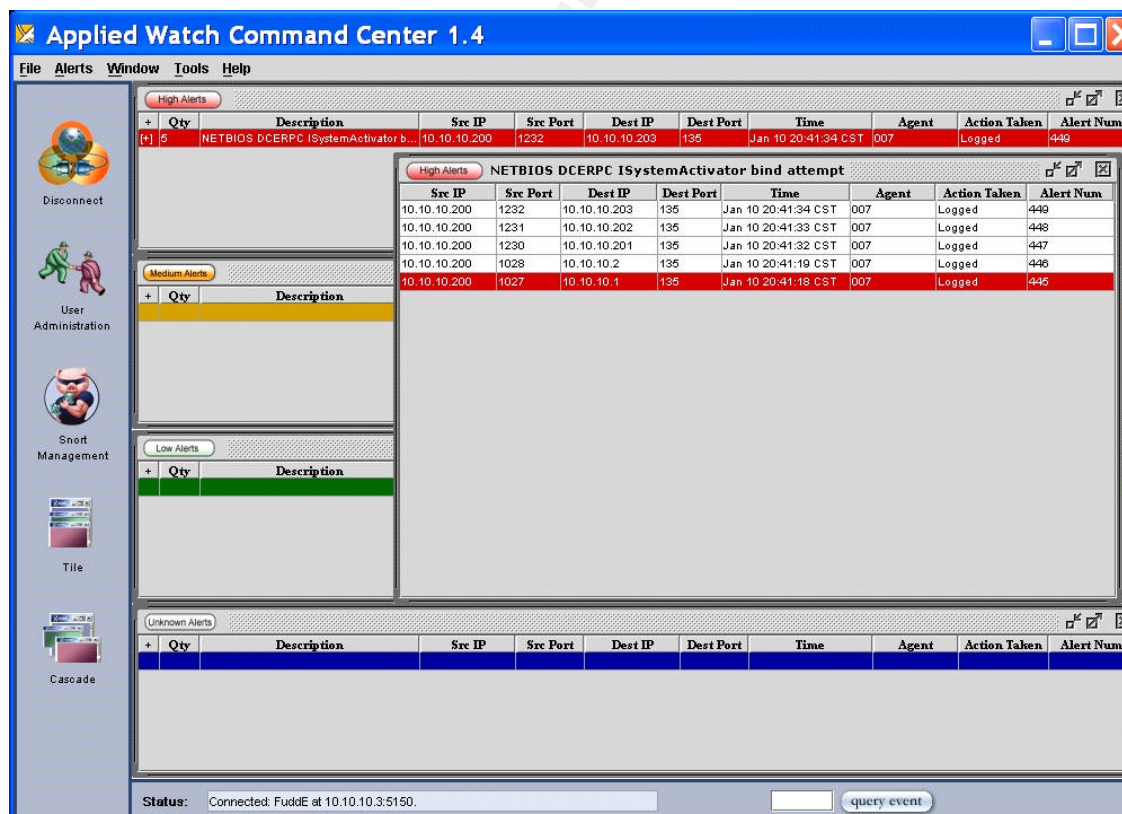 Applied Watch Command Center 1.4
File Alerts Window Tools Help
Disconnect
User Administration
Snort Management
Tile
Cascade
High Alerts
+ Qty Description Src IP Src Port Dest IP Dest Port Time Agent Action Taken Alert Num
[+] 5 NETBIOS DCERPC ISystemActivator b... 10.10.10.200 1232 10.10.10.203 135 Jan 10 20:41:34 CST 007 Logged 449
High Alerts NETBIOS DCERPC ISystemActivator bind attempt
Src IP Src Port Dest IP Dest Port Time Agent Action Taken Alert Num
10.10.10.200 1232 10.10.10.203 135 Jan 10 20:41:34 CST 007 Logged 449
10.10.10.200 1231 10.10.10.202 135 Jan 10 20:41:33 CST 007 Logged 448
10.10.10.200 1230 10.10.10.201 135 Jan 10 20:41:32 CST 007 Logged 447
10.10.10.200 1028 10.10.10.2 135 Jan 10 20:41:19 CST 007 Logged 446
10.10.10.200 1027 10.10.10.1 135 Jan 10 20:41:18 CST 007 Logged 445
Medium Alerts
+ Qty Description
Low Alerts
+ Qty Description
Unknown Alerts
+ Qty Description Src IP Src Port Dest IP Dest Port Time Agent Action Taken Alert Num
Status: Connected: FuddE at 10.10.10.3:5150.
query event